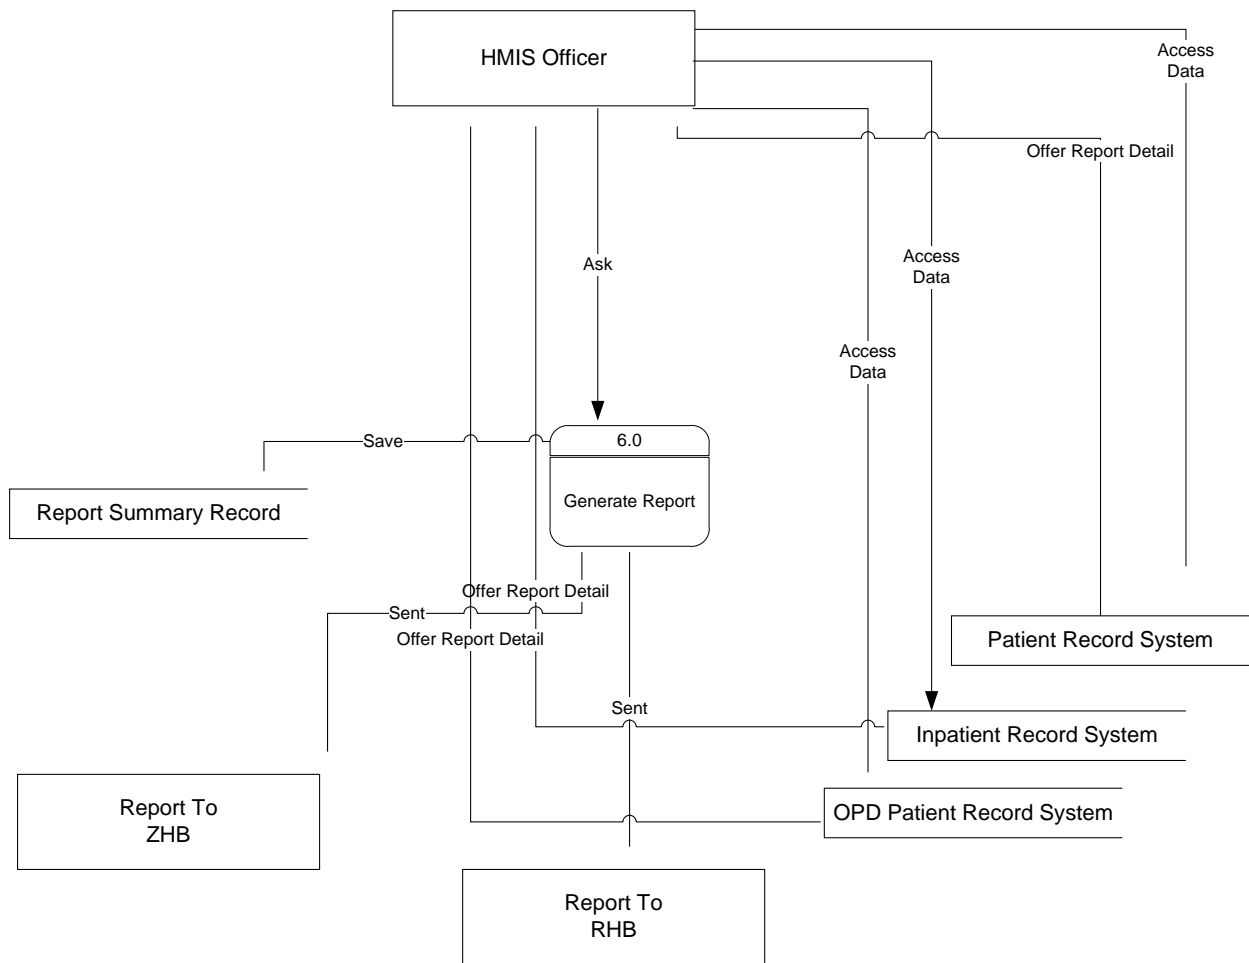 HMIS Officer
Access
Data
Offer Report Detail
Ask
Access
Data
Access
Data
Save
6.0
Generate Report
Report Summary Record
Offer Report Detail
Sent
Offer Report Detail
Patient Record System
Sent
Inpatient Record System
Report To
ZHB
OPD Patient Record System
Report To
RHB